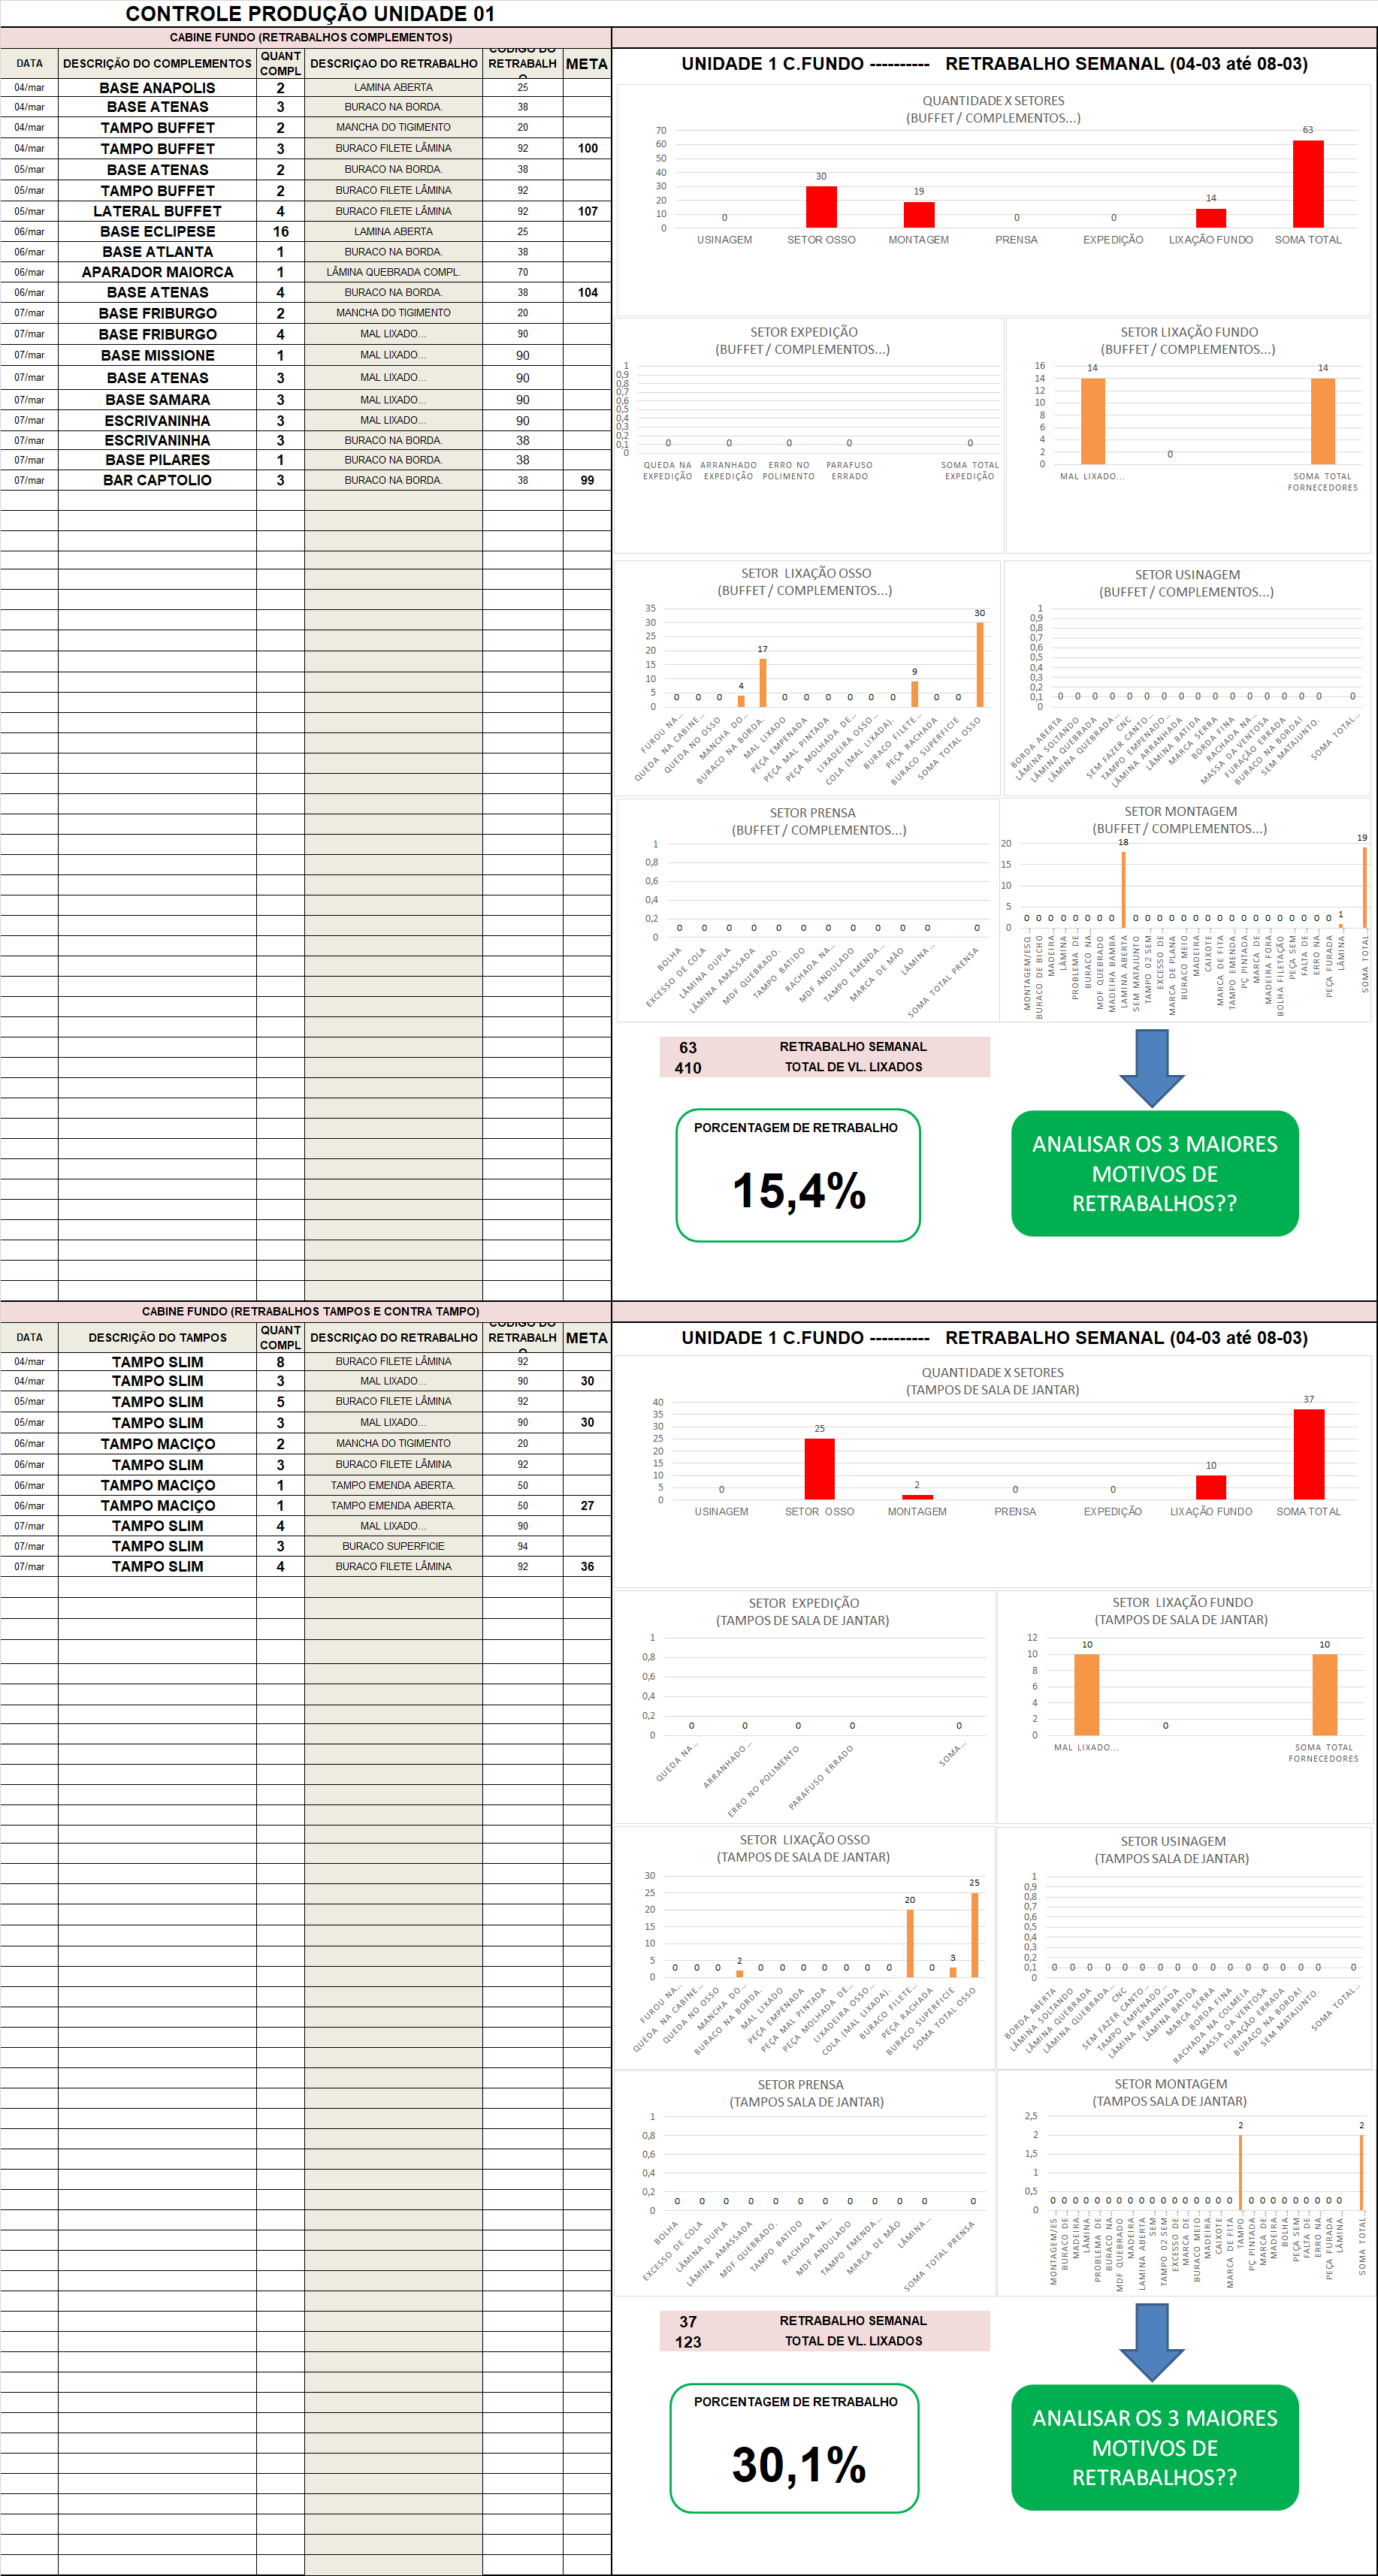 CONTROLE PRODUÇÃO UNIDADE 01
CABINE FUNDO (RETRABALHOS COMPLEMENTOS)
DATA DESCRIÇÃO DO COMPLEMENTOS QUANT COMPL DESCRIÇAO DO RETRABALHO CODIGO DO RETRABALHO META
04/mar BASE ANAPOLIS 2 LAMINA ABERTA 25
04/mar BASE ATENAS 3 BURACO NA BORDA. 38
04/mar TAMPO BUFFET 2 MANCHA DO TIGIMENTO 20
04/mar TAMPO BUFFET 3 BURACO FILETE LÂMINA 92 100
05/mar BASE ATENAS 2 BURACO NA BORDA. 38
05/mar TAMPO BUFFET 2 BURACO FILETE LÂMINA 92
05/mar LATERAL BUFFET 4 BURACO FILETE LÂMINA 92 107
06/mar BASE ECLIPESE 16 LAMINA ABERTA 25
06/mar BASE ATLANTA 1 BURACO NA BORDA. 38
06/mar APARADOR MAIORCA 1 LÂMINA QUEBRADA COMPL. 70
06/mar BASE ATENAS 4 BURACO NA BORDA. 38 104
07/mar BASE FRIBURGO 2 MANCHA DO TIGIMENTO 20
07/mar BASE FRIBURGO 4 MAL LIXADO... 90
07/mar BASE MISSIONE 1 MAL LIXADO... 90
07/mar BASE ATENAS 3 MAL LIXADO... 90
07/mar BASE SAMARA 3 MAL LIXADO... 90
07/mar ESCRIVANINHA 3 MAL LIXADO... 90
07/mar ESCRIVANINHA 3 BURACO NA BORDA. 38
07/mar BASE PILARES 1 BURACO NA BORDA. 38
07/mar BAR CAPTOLIO 3 BURACO NA BORDA. 38 99
UNIDADE 1 C.FUNDO ---------- RETRABALHO SEMANAL (04-03 até 08-03)
QUANTIDADE X SETORES
(BUFFET / COMPLEMENTOS...)
70
60
50
40
30
20
10
0
0 30 19 0 0 14 63
USINAGEM SETOR OSSO MONTAGEM PRENSA EXPEDIÇÃO LIXAÇÃO FUNDO SOMA TOTAL
SETOR EXPEDIÇÃO
(BUFFET / COMPLEMENTOS...)
1
0,9
0,8
0,7
0,6
0,5
0,4
0,3
0,2
0,1
0
0 0 0 0 0
QUEDA NA EXPEDIÇÃO ARRANHADO EXPEDIÇÃO ERRO NO POLIMENTO PARAFUSO ERRADO SOMA TOTAL EXPEDIÇÃO
SETOR LIXAÇÃO FUNDO
(BUFFET / COMPLEMENTOS...)
16
14
12
10
8
6
4
2
0
14 0 14
MAL LIXADO... SOMA TOTAL FORNECEDORES
SETOR LIXAÇÃO OSSO
(BUFFET / COMPLEMENTOS...)
35
30
25
20
15
10
5
0
0 0 0 4 17 0 0 0 0 0 0 9 0 0 30
FUROU NA... QUEDA NA CABINE... QUEDA NO OSSO MANCHA DO... BURACO NA BORDA. MAL LIXADO PEÇA EMPENADA PEÇA MAL PINTADA PEÇA MOLHADA DE... LIXADEIRA OSSO... COLA (MAL LIXADA). BURACO FILETE... PEÇA RACHADA BURACO SUPERFICIE SOMA TOTAL OSSO
SETOR USINAGEM
(BUFFET / COMPLEMENTOS...)
1
0,9
0,8
0,7
0,6
0,5
0,4
0,3
0,2
0,1
0
0 0 0 0 0 0 0 0 0 0 0 0 0 0 0 0 0
BORDA ABERTA LÂMINA SOLTANDO LÂMINA QUEBRADA LÂMINA QUEBRADA... CNC SEM FAZER CANTO... TAMPO EMPENADO... LÂMINA ARRANHADA LÂMINA BATIDA MARCA SERRA BORDA FINA RACHADA NA... MASSA DA VENTOSA FURAÇÃO ERRADA BURACO NA BORDA! SEM MATAJUNTO. SOMA TOTAL...
SETOR PRENSA
(BUFFET / COMPLEMENTOS...)
1
0,8
0,6
0,4
0,2
0
0 0 0 0 0 0 0 0 0 0 0 0
BOLHA EXCESSO DE COLA LÂMINA DUPLA LÂMINA AMASSADA MDF QUEBRADO. TAMPO BATIDO RACHADA NA... MDF ANDULADO TAMPO EMENDA... MARCA DE MÃO LÂMINA... SOMA TOTAL PRENSA
SETOR MONTAGEM
(BUFFET / COMPLEMENTOS...)
20
15
10
5
0
0 0 0 0 0 0 0 0 18 0 0 0 0 0 0 0 0 0 0 0 0 0 0 0 0 0 1 19
MONTAGEM/ESQ... BURACO DE BICHO MADEIRA... LÂMINA... PROBLEMA DE... BURACO NA... MDF QUEBRADO MADEIRA BAMBA LAMINA ABERTA SEM MATAJUNTO TAMPO 02 SEM... EXCESSO DE... MARCA DE PLANA BURACO MEIO... MADEIRA... CAIXOTE... MARCA DE FITA TAMPO EMENDA... PÇ PINTADA... MARCA DE... MADEIRA FORA... BOLHA FILETAÇÃO PEÇA SEM... FALTA DE... ERRO NA... PEÇA FURADA LÂMINA... SOMA TOTAL...
63 RETRABALHO SEMANAL
410 TOTAL DE VL. LIXADOS
PORCENTAGEM DE RETRABALHO
15,4%
ANALISAR OS 3 MAIORES
MOTIVOS DE
RETRABALHOS??
CABINE FUNDO (RETRABALHOS TAMPOS E CONTRA TAMPO)
DATA DESCRIÇÃO DO TAMPOS QUANT COMPL DESCRIÇAO DO RETRABALHO CODIGO DO RETRABALHO META
04/mar TAMPO SLIM 8 BURACO FILETE LÂMINA 92
04/mar TAMPO SLIM 3 MAL LIXADO... 90 30
05/mar TAMPO SLIM 5 BURACO FILETE LÂMINA 92
05/mar TAMPO SLIM 3 MAL LIXADO... 90 30
06/mar TAMPO MACIÇO 2 MANCHA DO TIGIMENTO 20
06/mar TAMPO SLIM 3 BURACO FILETE LÂMINA 92
06/mar TAMPO MACIÇO 1 TAMPO EMENDA ABERTA. 50
06/mar TAMPO MACIÇO 1 TAMPO EMENDA ABERTA. 50 27
07/mar TAMPO SLIM 4 MAL LIXADO... 90
07/mar TAMPO SLIM 3 BURACO SUPERFICIE 94
07/mar TAMPO SLIM 4 BURACO FILETE LÂMINA 92 36
UNIDADE 1 C.FUNDO ---------- RETRABALHO SEMANAL (04-03 até 08-03)
QUANTIDADE X SETORES
(TAMPOS DE SALA DE JANTAR)
40
35
30
25
20
15
10
5
0
0 25 2 0 0 10 37
USINAGEM SETOR OSSO MONTAGEM PRENSA EXPEDIÇÃO LIXAÇÃO FUNDO SOMA TOTAL
SETOR EXPEDIÇÃO
(TAMPOS DE SALA DE JANTAR)
1
0,8
0,6
0,4
0,2
0
0 0 0 0 0
QUEDA NA... ARRANHADO... ERRO NO POLIMENTO PARAFUSO ERRADO SOMA...
SETOR LIXAÇÃO FUNDO
(TAMPOS DE SALA DE JANTAR)
12
10
8
6
4
2
0
10 0 10
MAL LIXADO... SOMA TOTAL FORNECEDORES
SETOR LIXAÇÃO OSSO
(TAMPOS DE SALA DE JANTAR)
30
25
20
15
10
5
0
0 0 0 2 0 0 0 0 0 0 0 20 0 3 25
FUROU NA... QUEDA NA CABINE... QUEDA NO OSSO MANCHA DO... BURACO NA BORDA. MAL LIXADO PEÇA EMPENADA PEÇA MAL PINTADA PEÇA MOLHADA DE... LIXADEIRA OSSO... COLA (MAL LIXADA). BURACO FILETE... PEÇA RACHADA BURACO SUPERFICIE SOMA TOTAL OSSO
SETOR USINAGEM
(TAMPOS SALA DE JANTAR)
1
0,9
0,8
0,7
0,6
0,5
0,4
0,3
0,2
0,1
0
0 0 0 0 0 0 0 0 0 0 0 0 0 0 0 0 0
BORDA ABERTA LÂMINA SOLTANDO LÂMINA QUEBRADA LÂMINA QUEBRADA... CNC SEM FAZER CANTO... TAMPO EMPENADO... LÂMINA ARRANHADA LÂMINA BATIDA MARCA SERRA BORDA FINA RACHADA NA COLMEIA MASSA DA VENTOSA FURAÇÃO ERRADA BURACO NA BORDA! SEM MATAJUNTO. SOMA TOTAL...
SETOR PRENSA
(TAMPOS SALA DE JANTAR)
1
0,8
0,6
0,4
0,2
0
0 0 0 0 0 0 0 0 0 0 0 0
BOLHA EXCESSO DE COLA LÂMINA DUPLA LÂMINA AMASSADA MDF QUEBRADO. TAMPO BATIDO RACHADA NA... MDF ANDULADO TAMPO EMENDA... MARCA DE MÃO LÂMINA... SOMA TOTAL PRENSA
SETOR MONTAGEM
(TAMPOS SALA DE JANTAR)
2,5
2
1,5
1
0,5
0
0 0 0 0 0 0 0 0 0 0 0 0 0 0 0 0 0 2 0 0 0 0 0 0 0 0 0 2
MONTAGEM/ES... BURACO DE... MADEIRA... LÂMINA... PROBLEMA DE... BURACO NA... MDF QUEBRADO MADEIRA... LAMINA ABERTA SEM... TAMPO 02 SEM... EXCESSO DE... MARCA DE... BURACO MEIO... MADEIRA... CAIXOTE... MARCA DE FITA TAMPO... PÇ PINTADA... MARCA DE... MADEIRA... BOLHA... PEÇA SEM... FALTA DE... ERRO NA... PEÇA FURADA LÂMINA... SOMA TOTAL...
37 RETRABALHO SEMANAL
123 TOTAL DE VL. LIXADOS
PORCENTAGEM DE RETRABALHO
30,1%
ANALISAR OS 3 MAIORES
MOTIVOS DE
RETRABALHOS??